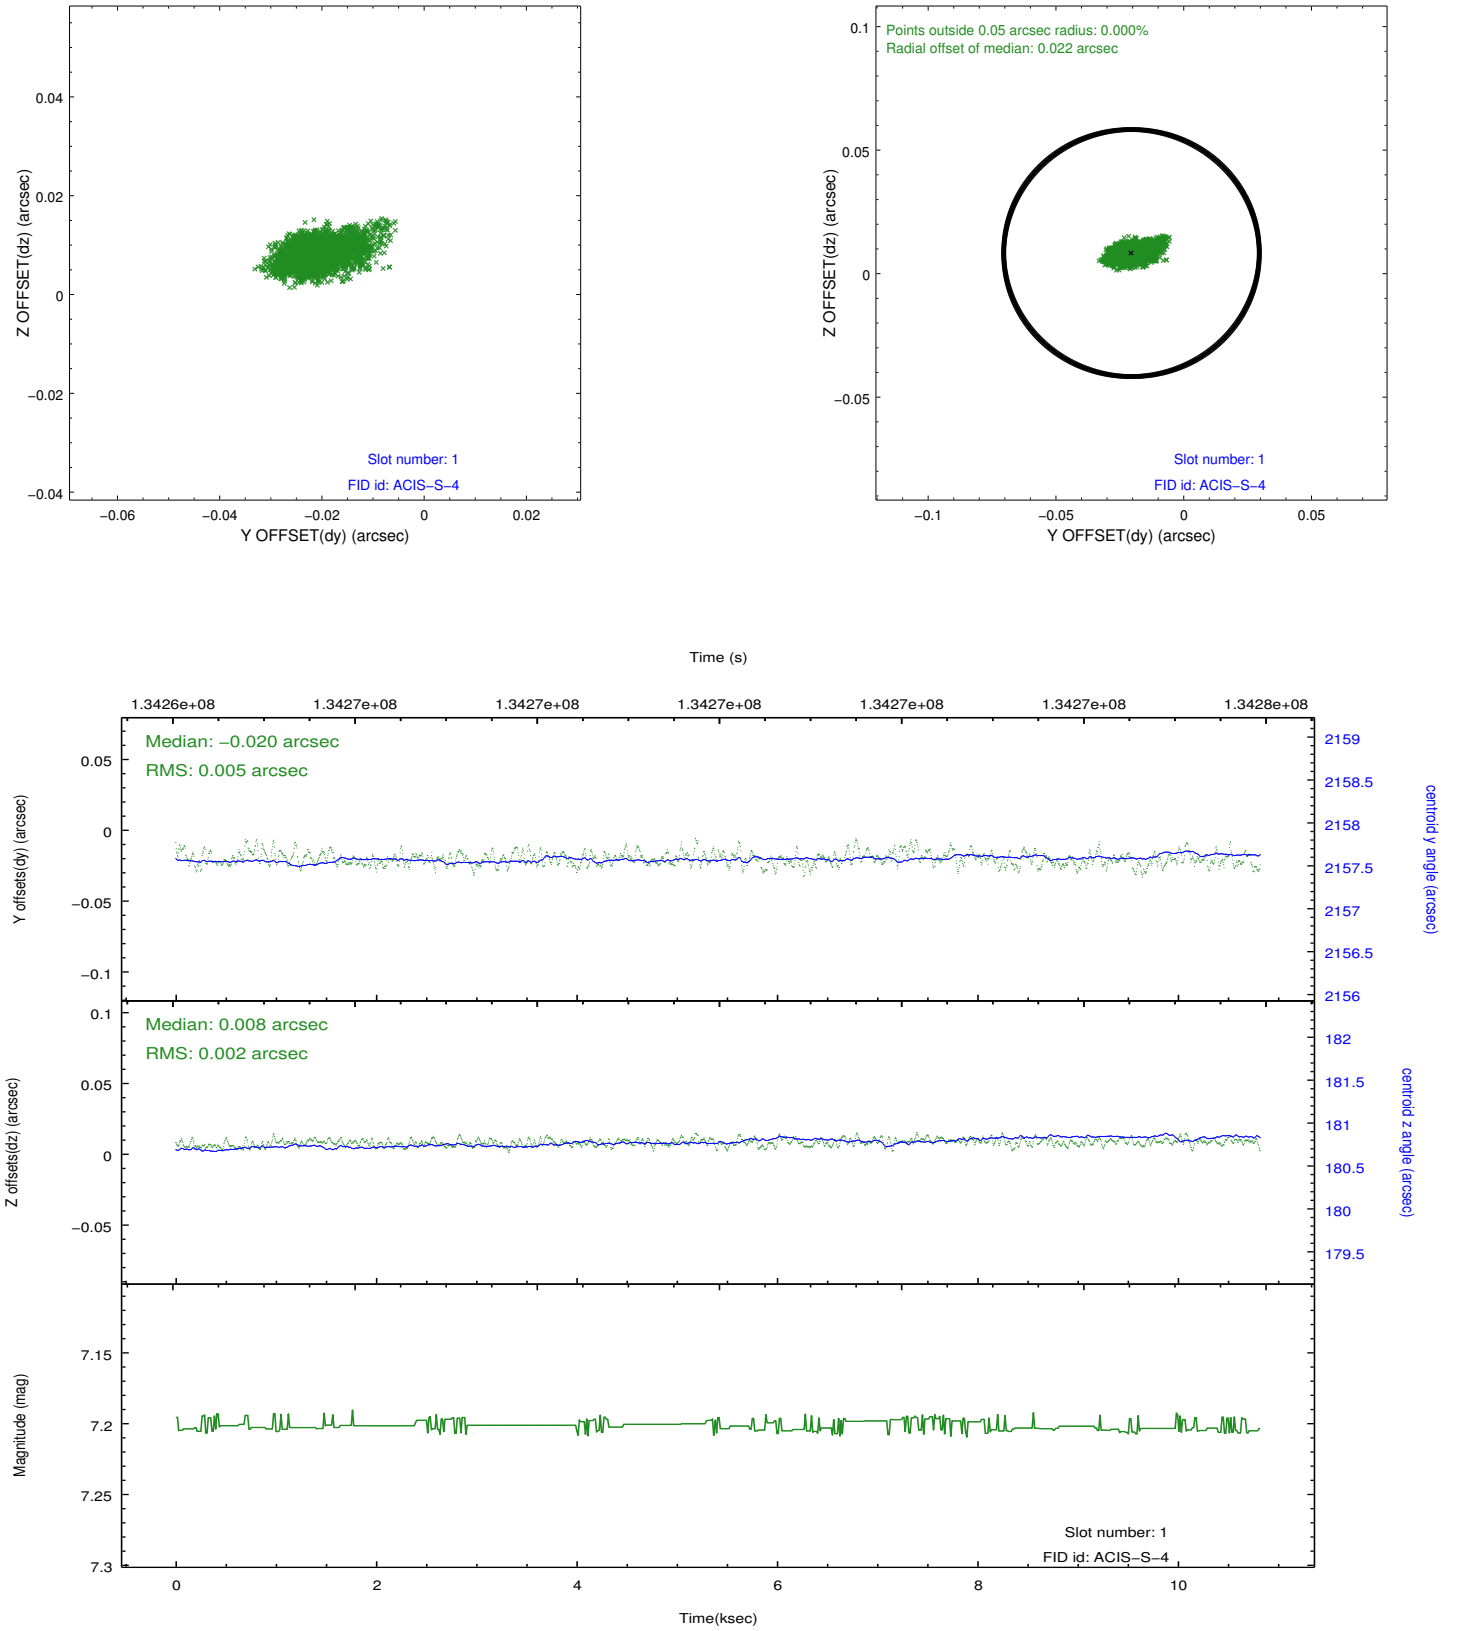 0.04
0.02
0
−0.02
−0.04
Z OFFSET(dz) (arcsec)
Slot number: 1
FID id: ACIS−S−4
−0.06
−0.04
−0.02
0
0.02
Y OFFSET(dy) (arcsec)
Points outside 0.05 arcsec radius: 0.000%
Radial offset of median: 0.022 arcsec
0.1
0.05
0
−0.05
Z OFFSET(dz) (arcsec)
Slot number: 1
FID id: ACIS−S−4
−0.1
−0.05
0
0.05
Y OFFSET(dy) (arcsec)
Time (s)
1.3426e+08
1.3427e+08
1.3427e+08
1.3427e+08
1.3427e+08
1.3427e+08
1.3428e+08
Median: −0.020 arcsec
RMS: 0.005 arcsec
0.05
0
−0.05
−0.1
Y offsets(dy) (arcsec)
2159
2158.5
2158
2157.5
2157
2156.5
2156
centroid y angle (arcsec)
Median: 0.008 arcsec
RMS: 0.002 arcsec
0.1
0.05
0
−0.05
Z offsets(dz) (arcsec)
182
181.5
181
180.5
180
179.5
centroid z angle (arcsec)
7.15
7.2
7.25
7.3
Magnitude (mag)
Slot number: 1
FID id: ACIS−S−4
0
2
4
6
8
10
Time(ksec)